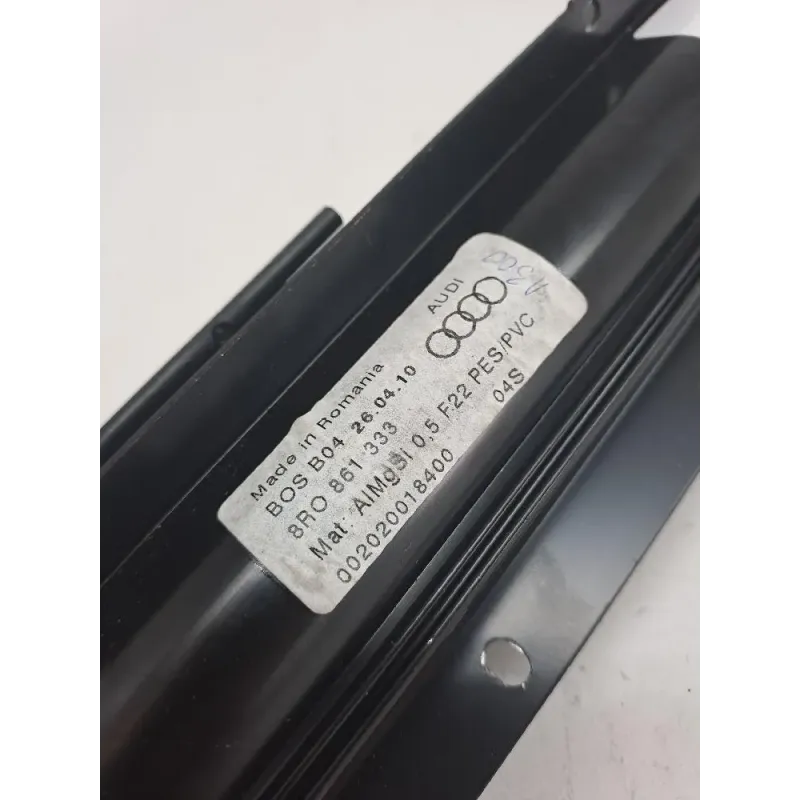 AUDI
Made in Romania
BOS B04 26.04.10
8R0 861 333
Mat: AlMgSi 0,5 F22 PES/PVC
002020018400 04S